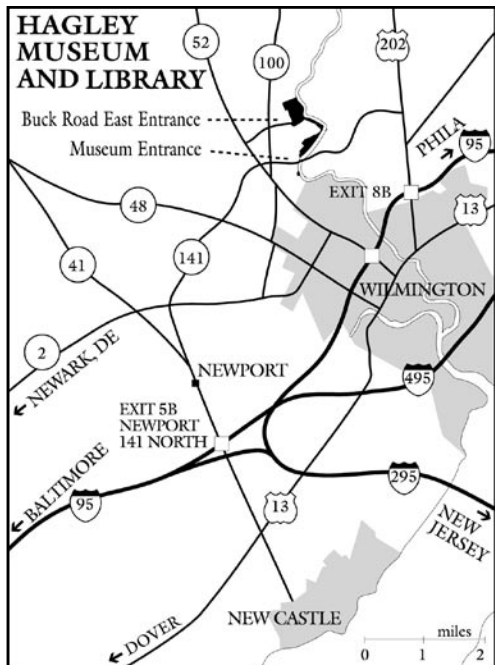 HAGLEY
MUSEUM
AND LIBRARY
52
202
100
Buck Road East Entrance
Museum Entrance
PHILA
95
EXIT 8B
13
48
141
41
WILMINGTON
2
NEWARK, DE
NEWPORT
495
EXIT 5B
NEWPORT
141 NORTH
BALTIMORE
95
13
295
NEW
JERSEY
NEW CASTLE
DOVER
miles
0 1 2